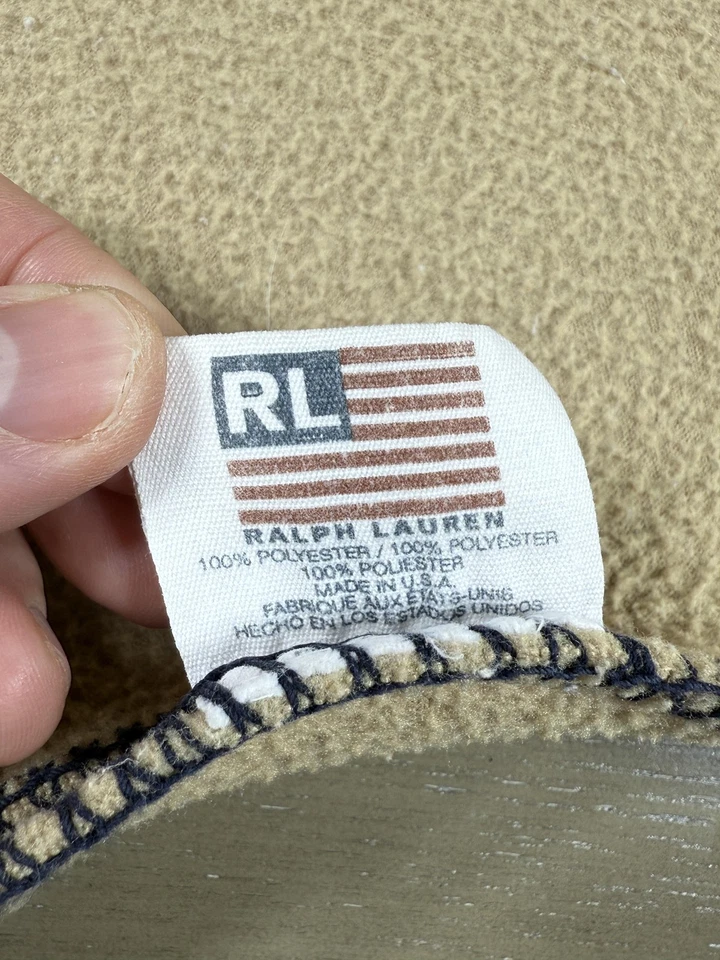 RL
RALPH LAUREN
100% POLYESTER / 100% POLYESTER
100% POLIESTER
MADE IN U.S.A.
FABRIQUE AUX ETATS-UNIS
HECHO EN LOS ESTADOS UNIDOS